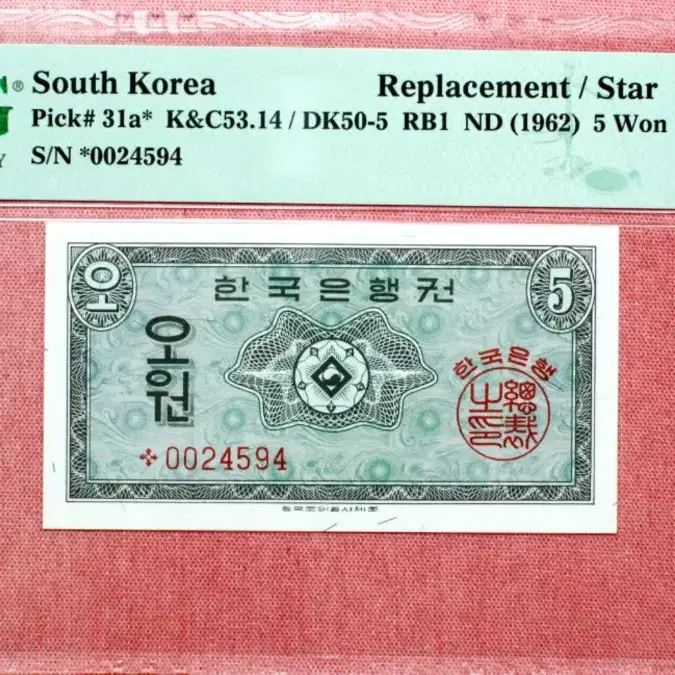 South Korea Replacement / Star
Pick# 31a* K&C53.14 / DK50-5 RB1 ND (1962) 5 Won
S/N *0024594
오
한국은행권
5
오원
한국은행
0024594